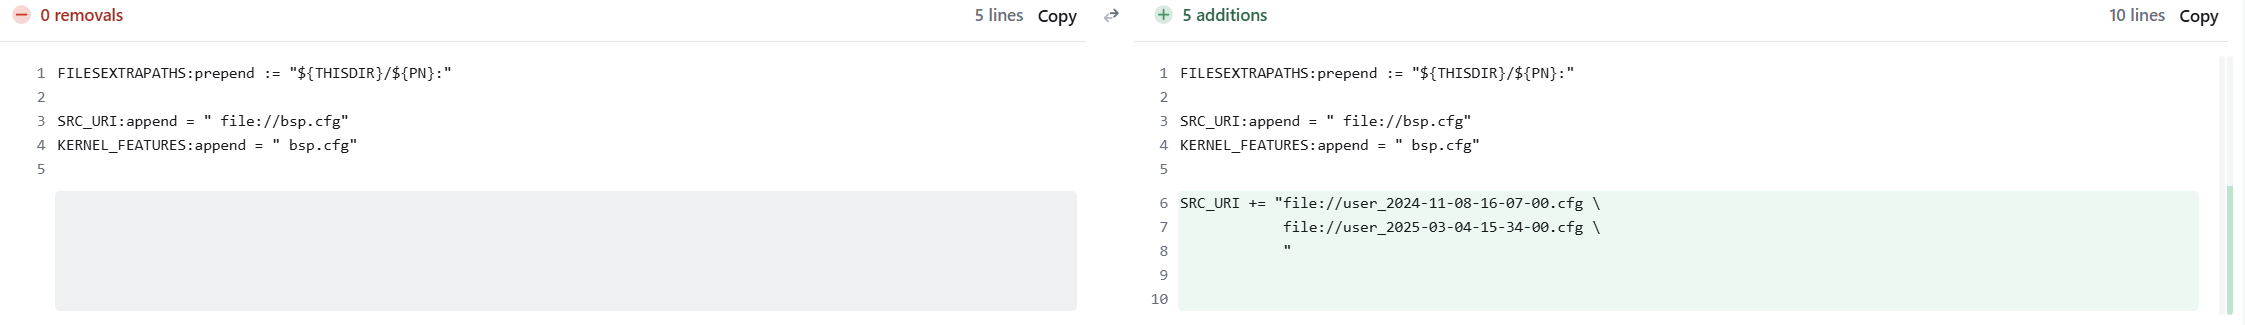 0 removals
5 lines Copy
5 additions
10 lines Copy
1 FILESEXTRAPATHS:prepend := "${THISDIR}/${PN}:"
2
3 SRC_URI:append = " file://bsp.cfg"
4 KERNEL_FEATURES:append = " bsp.cfg"
5
1 FILESEXTRAPATHS:prepend := "${THISDIR}/${PN}:"
2
3 SRC_URI:append = " file://bsp.cfg"
4 KERNEL_FEATURES:append = " bsp.cfg"
5
6 SRC_URI += "file://user_2024-11-08-16-07-00.cfg \
7             file://user_2025-03-04-15-34-00.cfg \
8             "
9
10